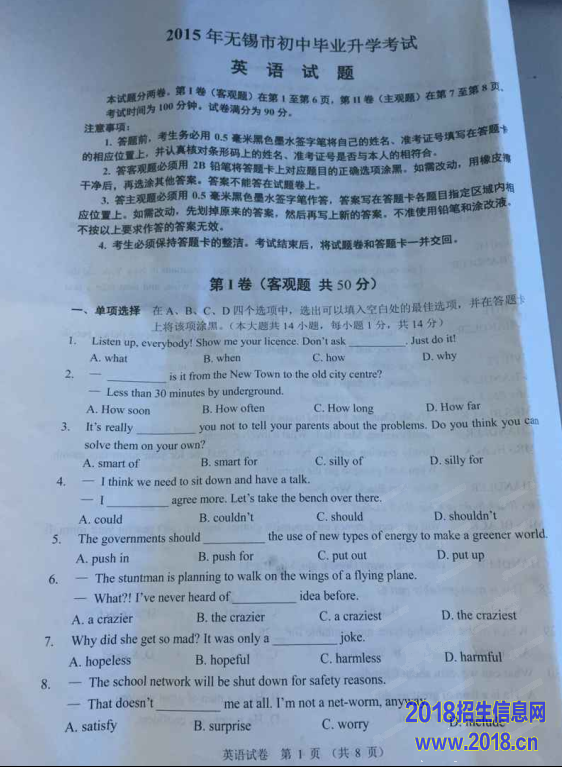 2015 年无锡市初中毕业升学考试
英 语 试 题
本试题分两卷，第 I 卷（客观题）在第 1 至第 6 页，第 II 卷（主观题）在第 7 至第 8 页，
考试时间为 100 分钟。试卷满分为 90 分。
注意事项：
1. 答题前，考生务必用 0.5 毫米黑色墨水签字笔将自己的姓名、准考证号填写在答题卡
的相应位置上，并认真核对条形码上的姓名、准考证号是否与本人的相符合。
2. 答客观题必须用 2B 铅笔将答题卡上对应题目的正确选项涂黑。如需改动，用橡皮擦
干净后，再选涂其他答案。答案不能答在试题卷上。
3. 答主观题必须用 0.5 毫米黑色墨水签字笔作答，答案写在答题卡各题目指定区域内相
应位置上。如需改动，先划掉原来的答案，然后再写上新的答案。不准使用铅笔和涂改液。
不按以上要求作答的答案无效。
4. 考生必须保持答题卡的整洁。考试结束后，将试题卷和答题卡一并交回。
第 I 卷（客观题 共 50 分）
一、单项选择 在 A、B、C、D 四个选项中，选出可以填入空白处的最佳选项，并在答题卡
上将该项涂黑。（本大题共 14 小题，每小题 1 分，共 14 分）
1. Listen up, everybody! Show me your licence. Don't ask ________. Just do it!
A. what B. when C. how D. why
2. — ________ is it from the New Town to the old city centre?
— Less than 30 minutes by underground.
A. How soon B. How often C. How long D. How far
3. It's really ________ you not to tell your parents about the problems. Do you think you can
solve them on your own?
A. smart of B. smart for C. silly of D. silly for
4. — I think we need to sit down and have a talk.
— I ________ agree more. Let's take the bench over there.
A. could B. couldn't C. should D. shouldn't
5. The governments should ________ the use of new types of energy to make a greener world.
A. push in B. push for C. put out D. put up
6. — The stuntman is planning to walk on the wings of a flying plane.
— What?! I've never heard of ________ idea before.
A. a crazier B. the crazier C. a craziest D. the craziest
7. Why did she get so mad? It was only a ________ joke.
A. hopeless B. hopeful C. harmless D. harmful
8. — The school network will be shut down for safety reasons.
— That doesn't ________ me at all. I'm not a net-worm, anyway.
A. satisfy B. surprise C. worry D. include
2018招生信息网
www.2018.cn
英语试卷 第 1 页 （共 8 页）